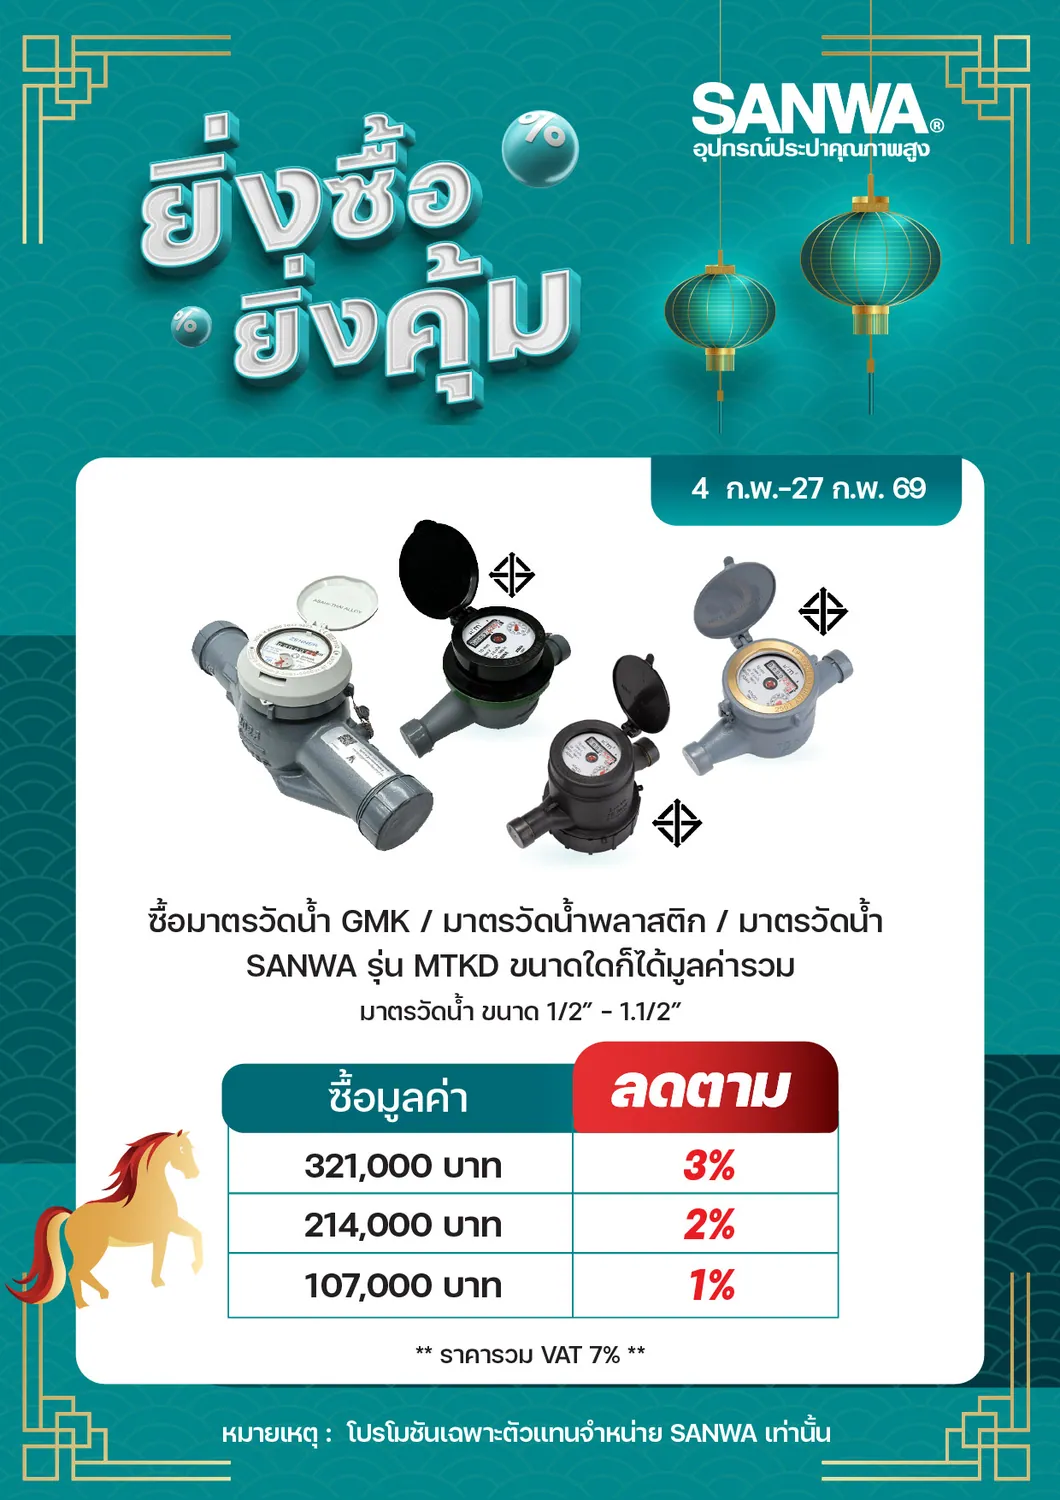 SANWA®
อุปกรณ์ประปาคุณภาพสูง
%
ยิ่งซื้อ
%
ยิ่งคุ้ม
4 ก.พ.-27 ก.พ. 69
ASAHI-THAI ALLOY
ซื้อมาตรวัดน้ำ GMK / มาตรวัดน้ำพลาสติก / มาตรวัดน้ำ
SANWA รุ่น MTKD ขนาดใดก็ได้มูลค่ารวม
มาตรวัดน้ำ ขนาด 1/2” - 1.1/2”
ซื้อมูลค่า ลดตาม
321,000 บาท 3%
214,000 บาท 2%
107,000 บาท 1%
** ราคารวม VAT 7% **
หมายเหตุ : โปรโมชันเฉพาะตัวแทนจำหน่าย SANWA เท่านั้น